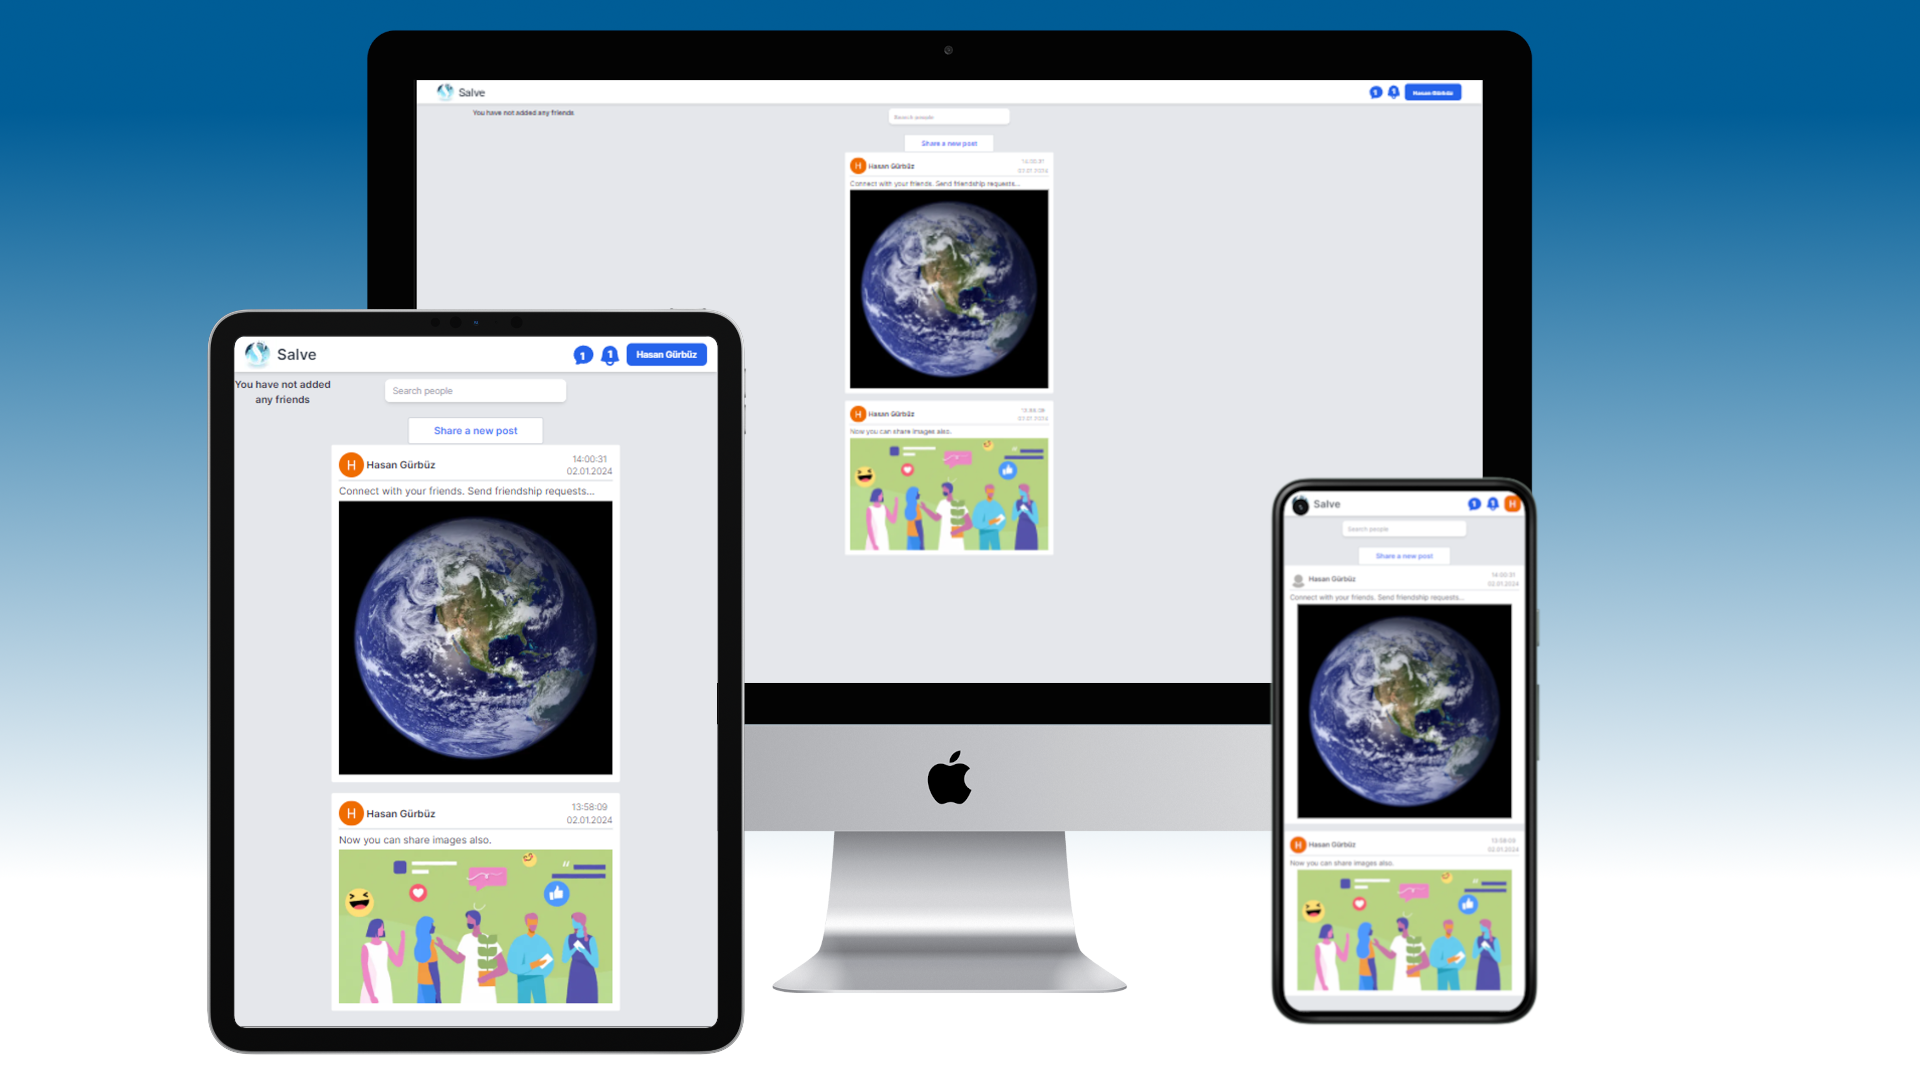 Salve
1
1
Hasan Gürbüz
You have not added any friends
Search people
Share a new post
H
Hasan Gürbüz
14:00:31
02.01.2024
Connect with your friends. Send friendship requests...
H
Hasan Gürbüz
13:58:09
02.01.2024
Now you can share images also.
Salve
1
1
Hasan Gürbüz
You have not added
any friends
Search people
Share a new post
H
Hasan Gürbüz
14:00:31
02.01.2024
Connect with your friends. Send friendship requests...
H
Hasan Gürbüz
13:58:09
02.01.2024
Now you can share images also.
Salve
1
1
H
Search people
Share a new post
Hasan Gürbüz
14:00:31
02.01.2024
Connect with your friends. Send friendship requests...
H
Hasan Gürbüz
02.01.2024
Now you can share images also.